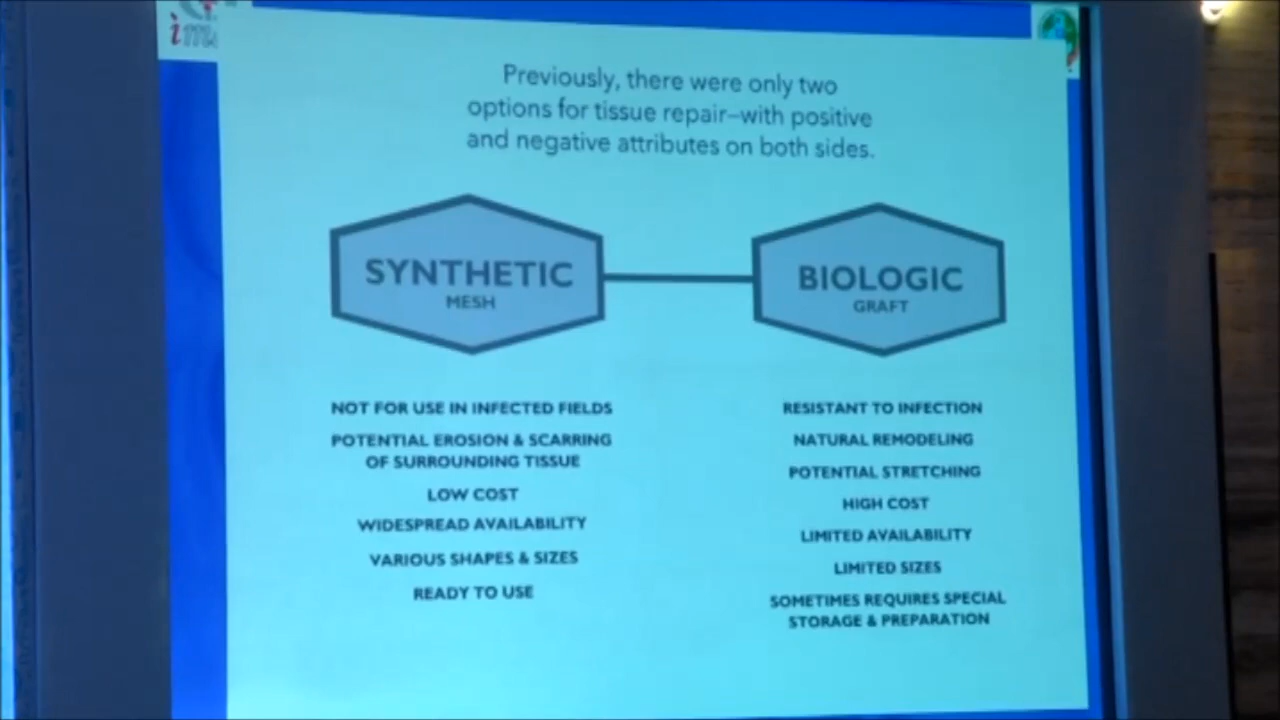 Previously, there were only two
options for tissue repair–with positive
and negative attributes on both sides.
SYNTHETIC
MESH
BIOLOGIC
GRAFT
NOT FOR USE IN INFECTED FIELDS
POTENTIAL EROSION & SCARRING
OF SURROUNDING TISSUE
LOW COST
WIDESPREAD AVAILABILITY
VARIOUS SHAPES & SIZES
READY TO USE
RESISTANT TO INFECTION
NATURAL REMODELING
POTENTIAL STRETCHING
HIGH COST
LIMITED AVAILABILITY
LIMITED SIZES
SOMETIMES REQUIRES SPECIAL
STORAGE & PREPARATION